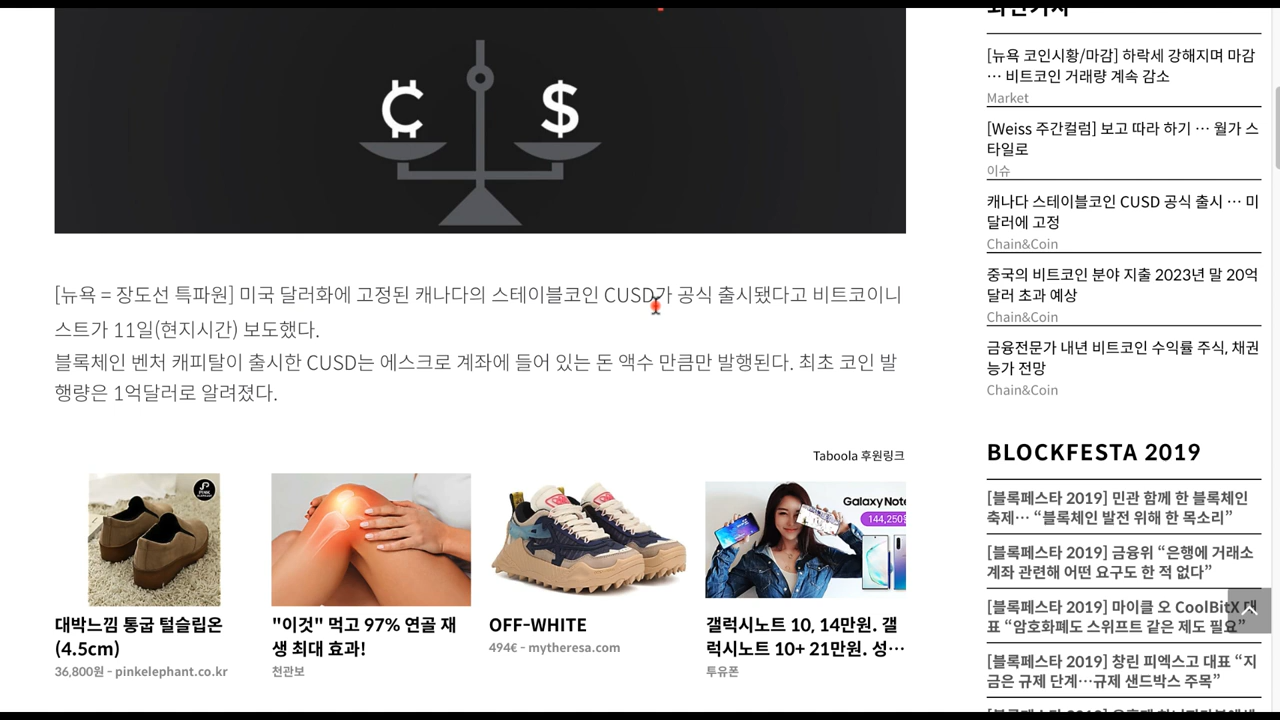 [뉴욕 = 장도선 특파원] 미국 달러화에 고정된 캐나다의 스테이블코인 CUSD가 공식 출시됐다고 비트코이니
스트가 11일(현지시간) 보도했다.
블록체인 벤처 캐피탈이 출시한 CUSD는 에스크로 계좌에 들어 있는 돈 액수 만큼만 발행된다. 최초 코인 발
행량은 1억달러로 알려졌다.
Taboola 후원링크
대박느낌 통굽 털슬립온
(4.5cm)
36,800원 - pinkelephant.co.kr
"이것" 먹고 97% 연골 재
생 최대 효과!
천관보
OFF-WHITE
494€ - mytheresa.com
Galaxy Note
144,250원
갤럭시노트 10, 14만원. 갤
럭시노트 10+ 21만원. 성…
투유폰
[뉴욕 코인시황/마감] 하락세 강해지며 마감
… 비트코인 거래량 계속 감소
Market
[Weiss 주간컬럼] 보고 따라 하기 … 월가 스
타일로
이슈
캐나다 스테이블코인 CUSD 공식 출시 … 미
달러에 고정
Chain&Coin
중국의 비트코인 분야 지출 2023년 말 20억
달러 초과 예상
Chain&Coin
금융전문가 내년 비트코인 수익률 주식, 채권
능가 전망
Chain&Coin
BLOCKFESTA 2019
[블록페스타 2019] 민관 함께 한 블록체인
축제… “블록체인 발전 위해 한 목소리”
[블록페스타 2019] 금융위 “은행에 거래소
계좌 관련해 어떤 요구도 한 적 없다”
[블록페스타 2019] 마이클 오 CoolBitX 대
표 “암호화폐도 스위프트 같은 제도 필요”
[블록페스타 2019] 창린 피엑스고 대표 “지
금은 규제 단계…규제 샌드박스 주목”